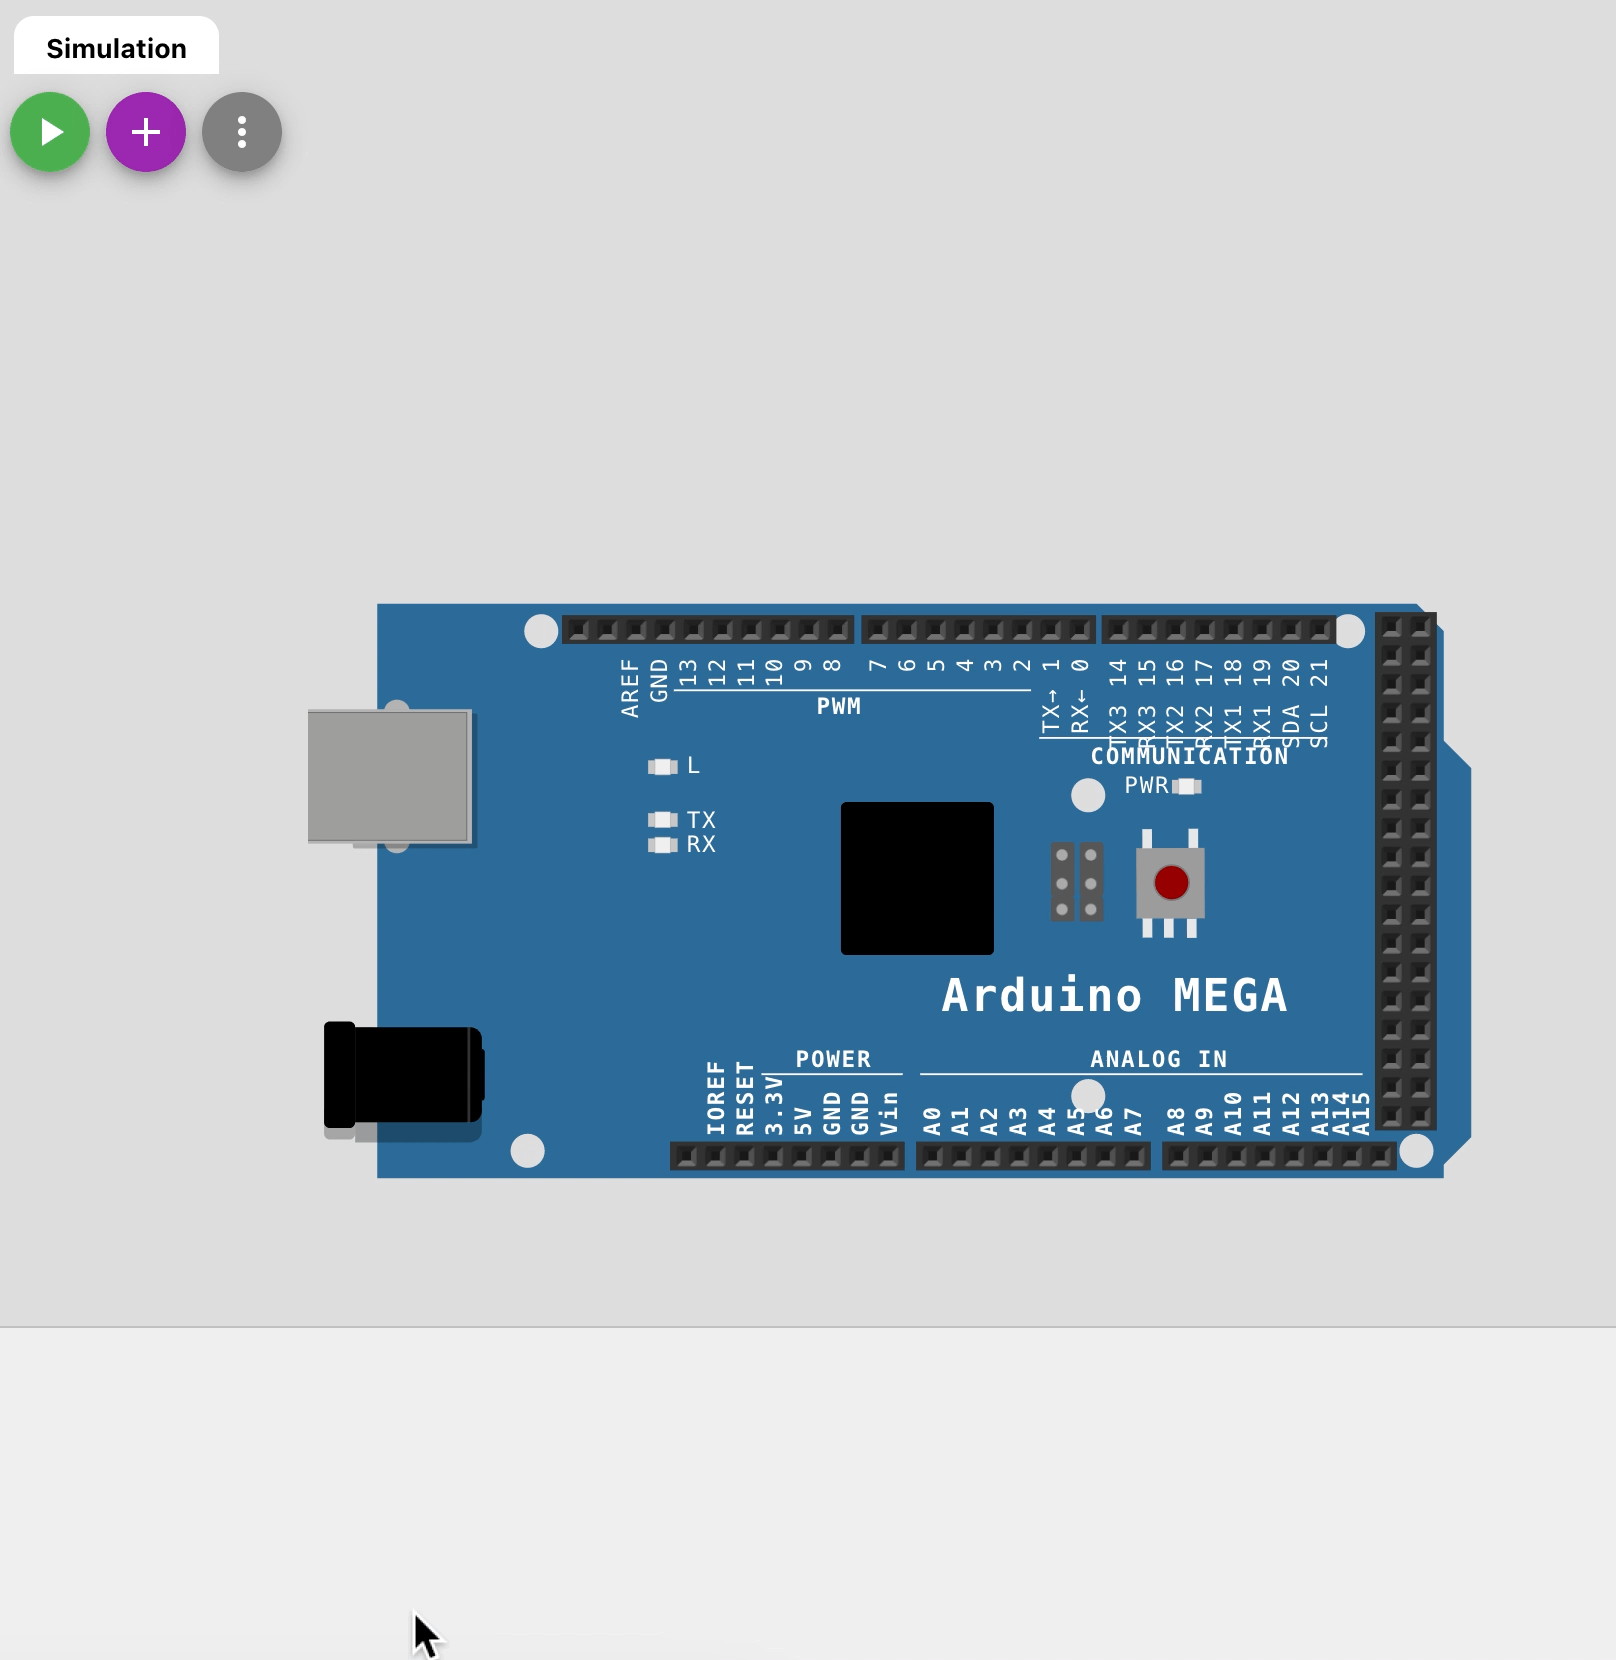 Simulation
AREF
GND
13
12
11
10
9
8
7
6
5
4
3
2
TX→ 1
RX← 0
TX3 14
RX3 15
TX2 16
RX2 17
TX1 18
RX1 19
SDA 20
SCL 21
PWM
COMMUNICATION
L
PWR
TX
RX
Arduino MEGA
POWER
ANALOG IN
IOREF
RESET
3.3V
5V
GND
GND
Vin
A0
A1
A2
A3
A4
A5
A6
A7
A8
A9
A10
A11
A12
A13
A14
A15